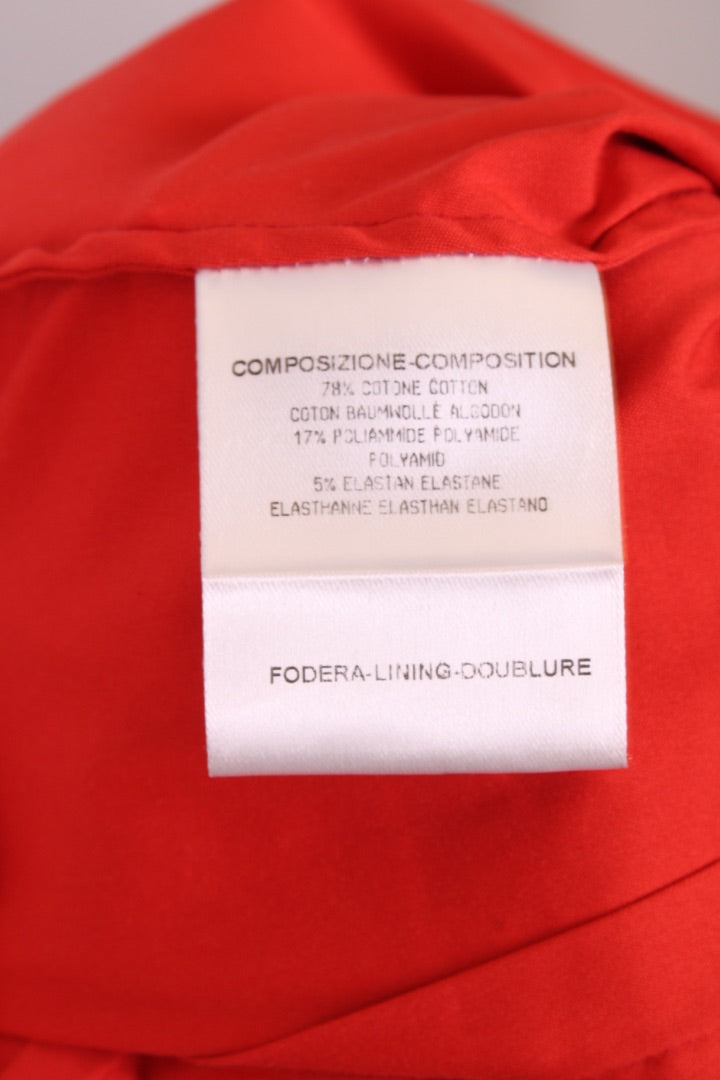 COMPOSIZIONE-COMPOSITION
78% COTONE COTTON
COTON BAUMWOLLE ALGODON
17% POLIAMMIDE POLYAMIDE
POLYAMID
5% ELASTAN ELASTANE
ELASTHANNE ELASTHAN ELASTANO
FODERA-LINING-DOUBLURE